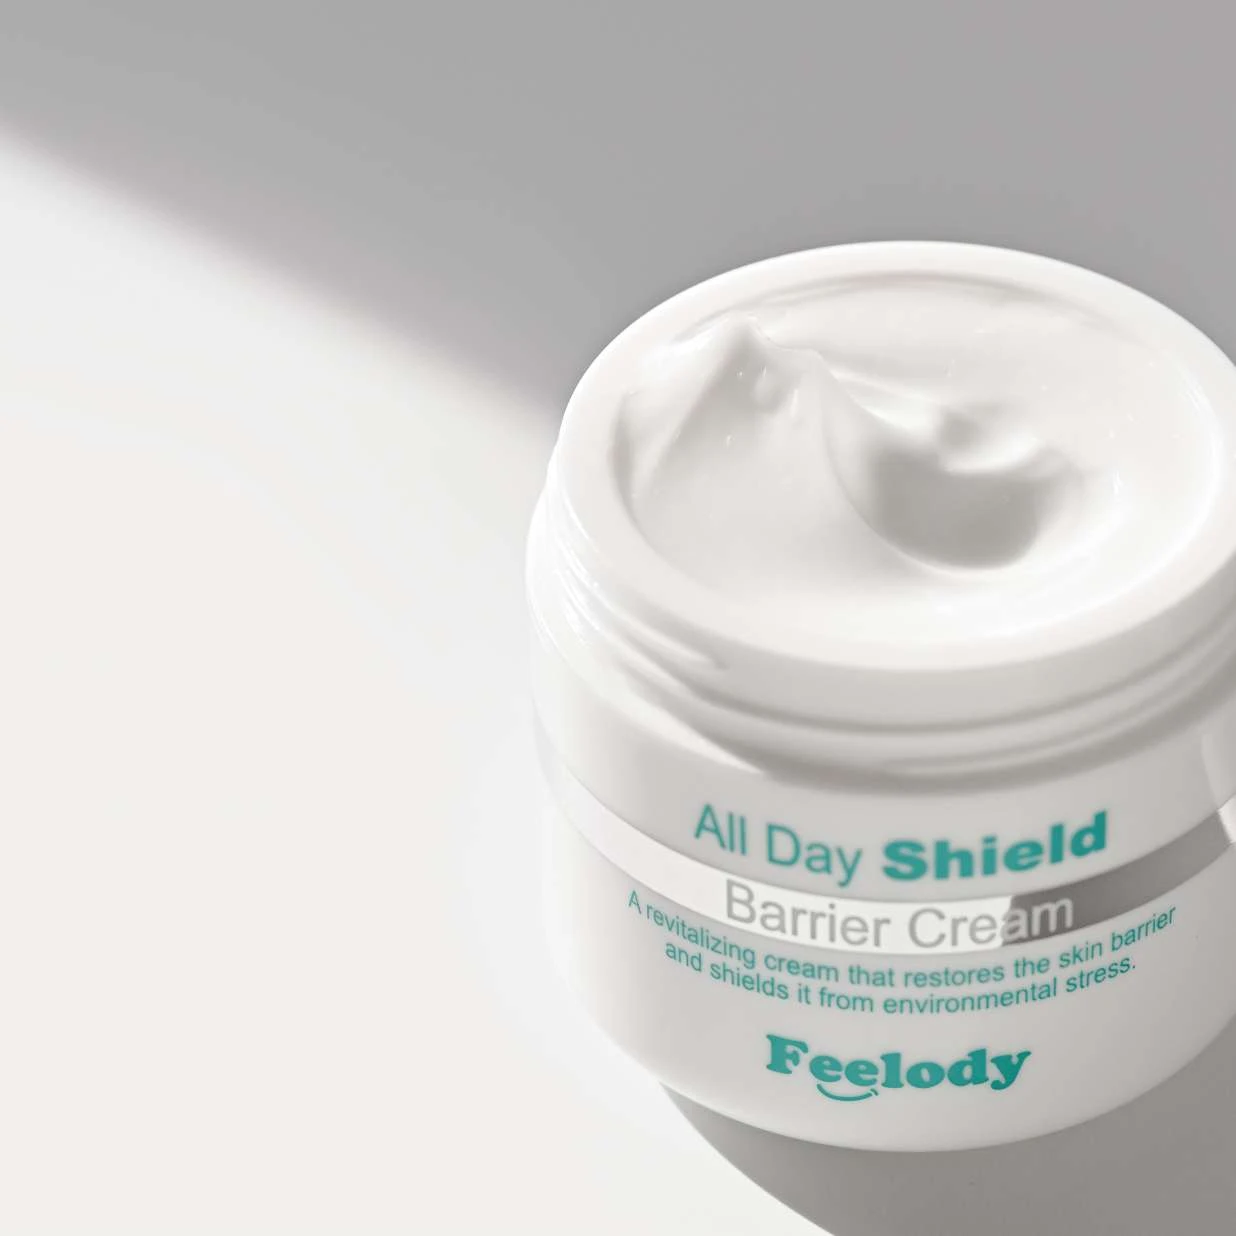 All Day Shield
Barrier Cream
A revitalizing cream that restores the skin barrier
and shields it from environmental stress.
Feelody